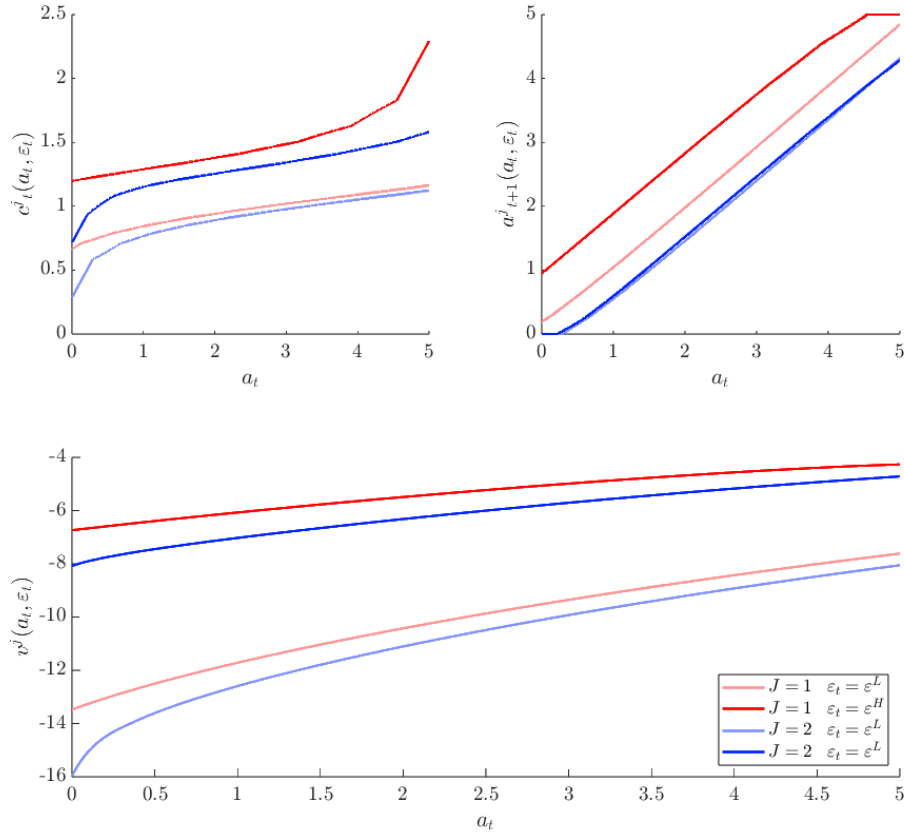 2.5
2
1.5
1
0.5
0
0 1 2 3 4 5
a_t
c^j_t(a_t, ε_t)
5
4
3
2
1
0
0 1 2 3 4 5
a_t
a^j_{t+1}(a_t, ε_t)
-4
-6
-8
-10
-12
-14
-16
0 0.5 1 1.5 2 2.5 3 3.5 4 4.5 5
a_t
v^j(a_t, ε_t)
J = 1 ε_t = ε^L
J = 1 ε_t = ε^H
J = 2 ε_t = ε^L
J = 2 ε_t = ε^L